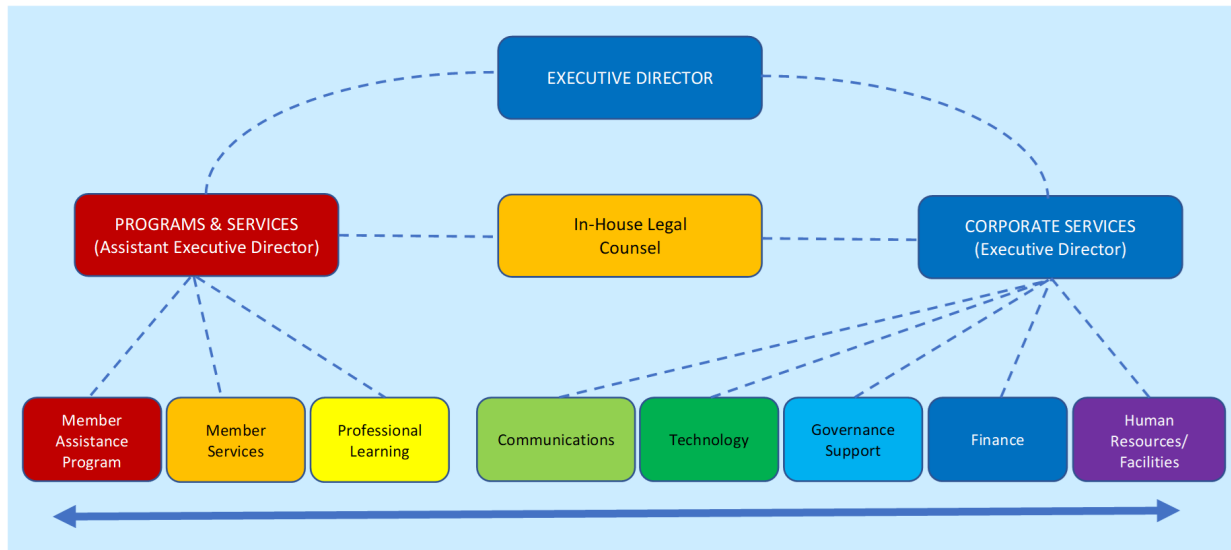 EXECUTIVE DIRECTOR
PROGRAMS & SERVICES
(Assistant Executive Director)
In-House Legal
Counsel
CORPORATE SERVICES
(Executive Director)
Member
Assistance
Program
Member
Services
Professional
Learning
Communications
Technology
Governance
Support
Finance
Human
Resources/
Facilities